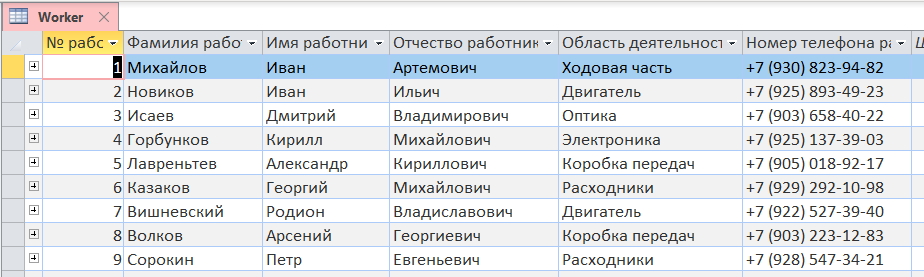 Worker
№ рабс Фамилия рабо Имя работни Отчество работник Область деятельност Номер телефона ра
1 Михайлов Иван Артемович Ходовая часть +7 (930) 823-94-82
2 Новиков Иван Ильич Двигатель +7 (925) 893-49-23
3 Исаев Дмитрий Владимирович Оптика +7 (903) 658-40-22
4 Горбунков Кирилл Михайлович Электроника +7 (925) 137-39-03
5 Лавреньтев Александр Кириллович Коробка передач +7 (905) 018-92-17
6 Казаков Георгий Михайлович Расходники +7 (929) 292-10-98
7 Вишневский Родион Владиславович Двигатель +7 (922) 527-39-40
8 Волков Арсений Георгиевич Коробка передач +7 (903) 223-12-83
9 Сорокин Петр Евгеньевич Расходники +7 (928) 547-34-21